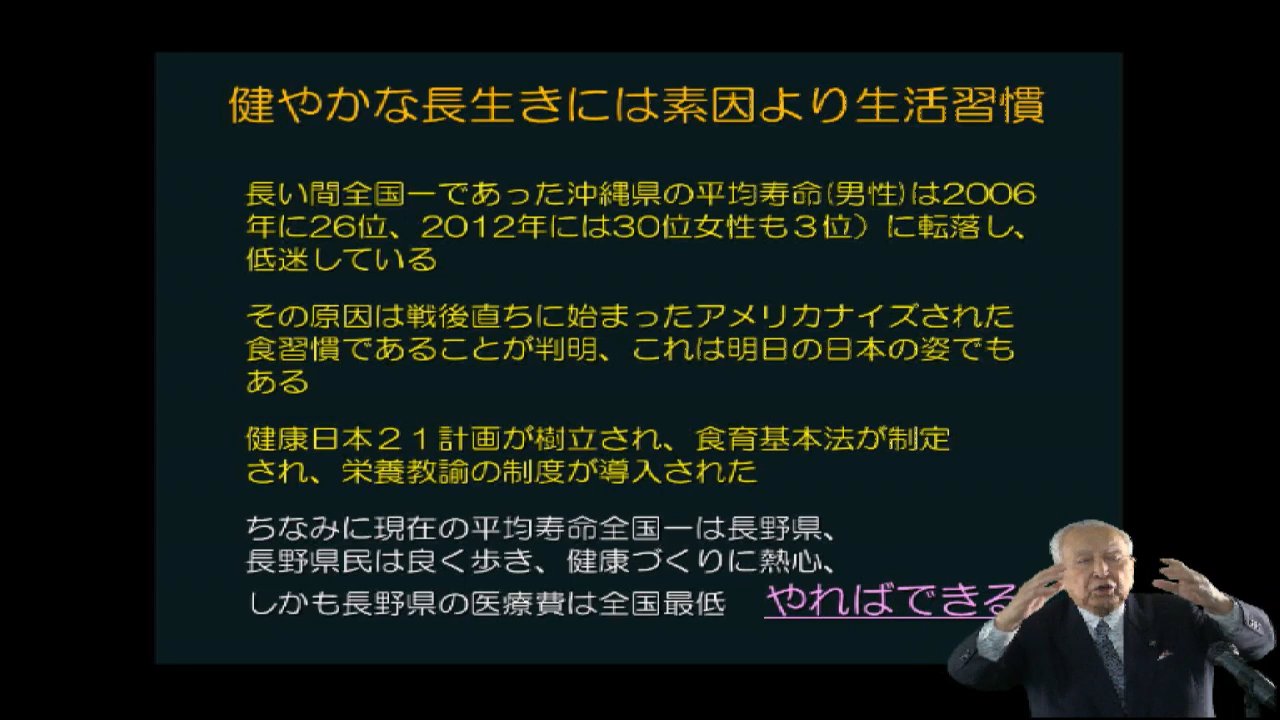 健やかな長生きには素因より生活習慣
長い間全国一であった沖縄県の平均寿命(男性)は2006
年に26位、2012年には30位女性も３位）に転落し、
低迷している
その原因は戦後直ちに始まったアメリカナイズされた
食習慣であることが判明、これは明日の日本の姿でも
ある
健康日本２１計画が樹立され、食育基本法が制定
され、栄養教諭の制度が導入された
ちなみに現在の平均寿命全国一は長野県、
長野県民は良く歩き、健康づくりに熱心、
しかも長野県の医療費は全国最低 やればできる